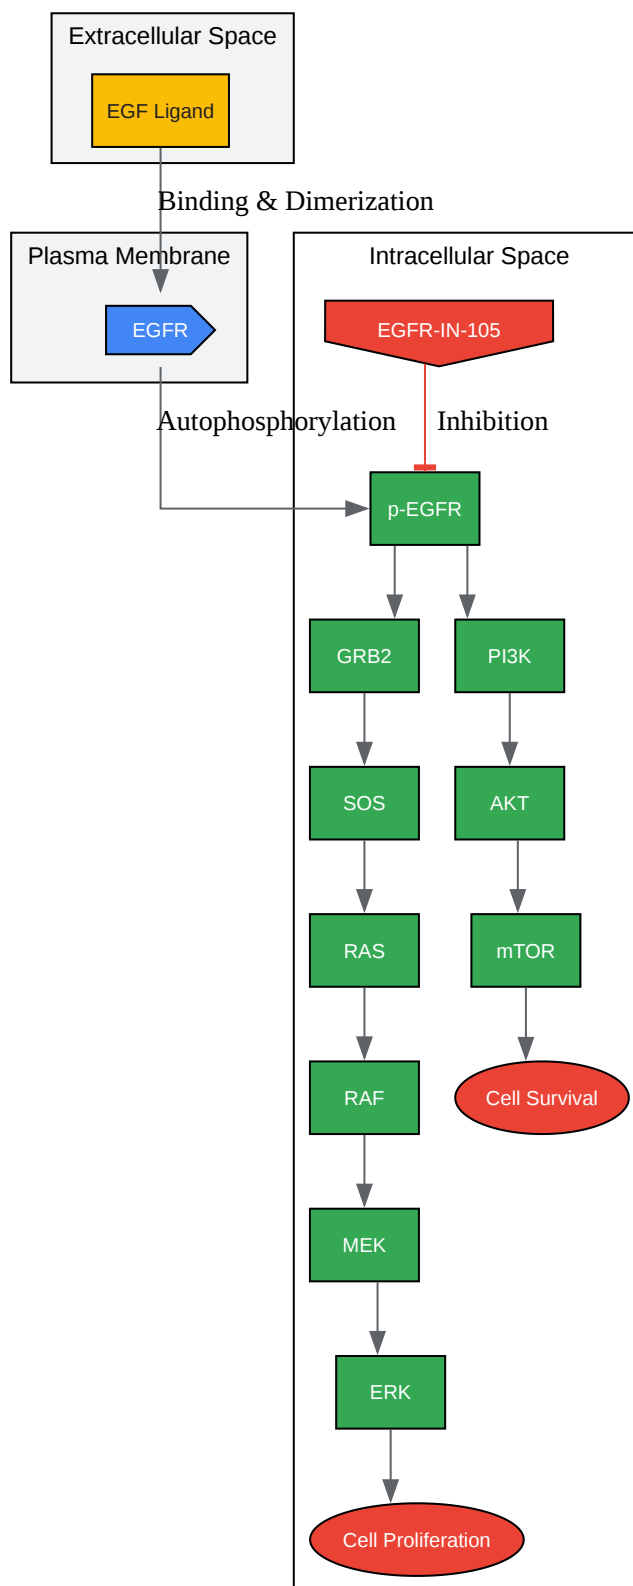 Extracellular Space
EGF Ligand
Binding & Dimerization
Plasma Membrane
EGFR
Intracellular Space
EGFR-IN-105
Autophosphorylation
Inhibition
p-EGFR
GRB2
PI3K
SOS
AKT
RAS
mTOR
RAF
Cell Survival
MEK
ERK
Cell Proliferation